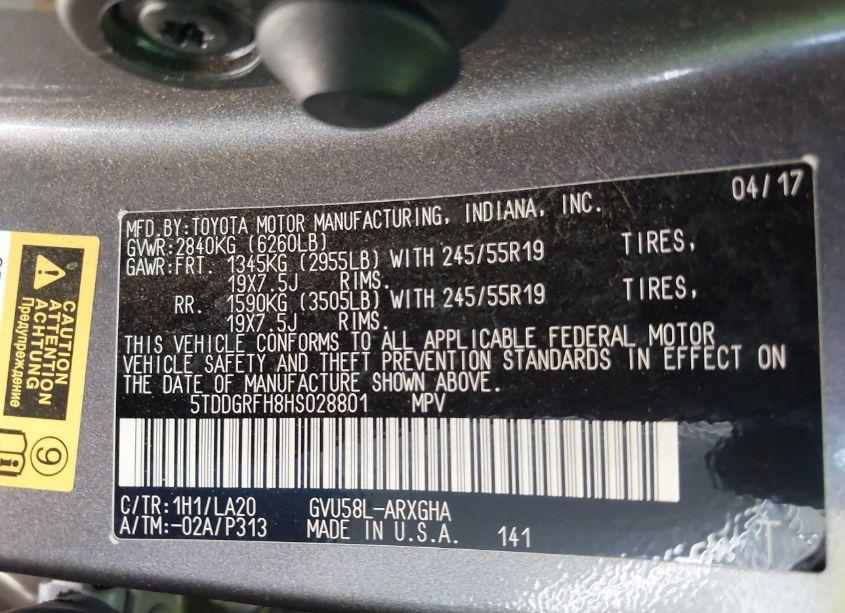 04/17
MFD.BY:TOYOTA MOTOR MANUFACTURING, INDIANA, INC.
GVWR:2840KG (6260LB)
GAWR:FRT. 1345KG (2955LB) WITH 245/55R19 TIRES,
19X7.5J RIMS.
RR. 1590KG (3505LB) WITH 245/55R19 TIRES,
19X7.5J RIMS.
THIS VEHICLE CONFORMS TO ALL APPLICABLE FEDERAL MOTOR
VEHICLE SAFETY AND THEFT PREVENTION STANDARDS IN EFFECT ON
THE DATE OF MANUFACTURE SHOWN ABOVE.
5TDDGRFH8HS028801 MPV
C/TR:1H1/LA20 GVU58L-ARXGHA
A/TM:-02A/P313 MADE IN U.S.A. 141
T
CAUTION
ATTENTION
ACHTUNG
Предупреждение
9